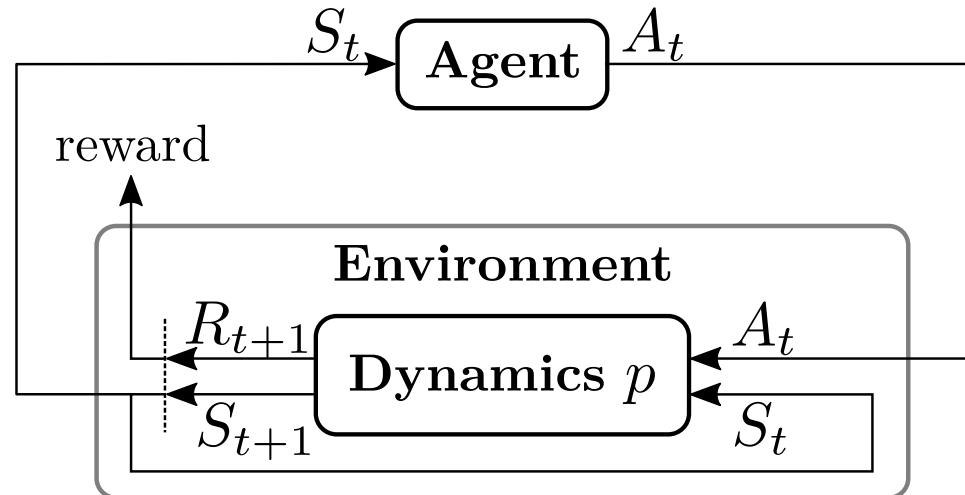 S_t Agent A_t
reward
Environment
R_{t+1} A_t
Dynamics p
S_{t+1} S_t